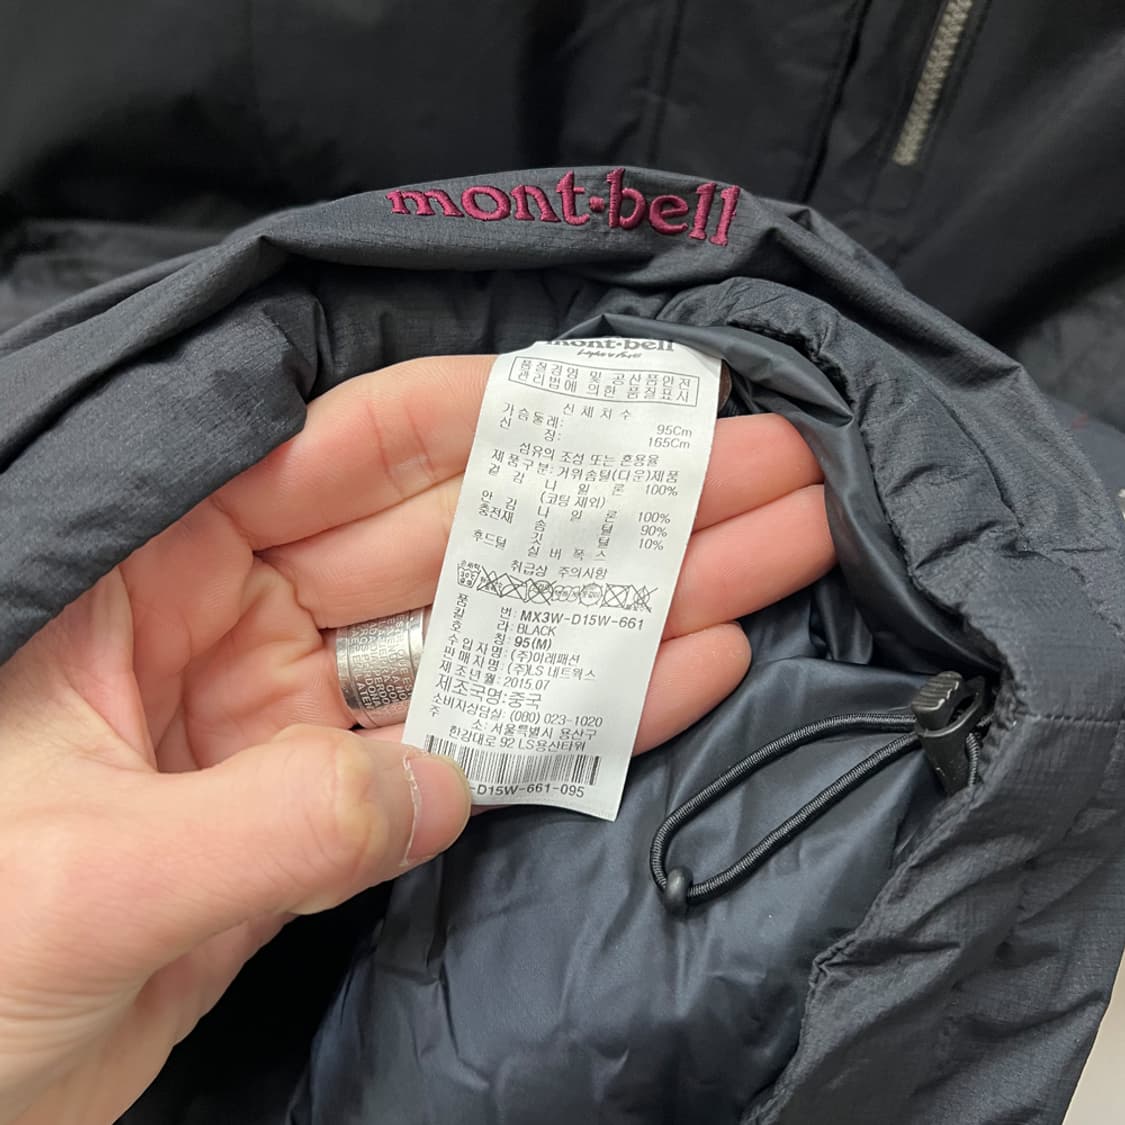 mont·bell
mont·bell
Light & Fast
품질경영 및 공산품안전
관리법에 의한 품질표시
신체치수
가슴둘레: 95Cm
신장: 165Cm
섬유의 조성 또는 혼용율
제품구분: 거위솜털(다운)제품
겉감 나일론 100%
(코팅 제외)
안감 나일론 100%
충전재 솜털 90%
깃털 10%
후드털 실버폭스
취급상 주의사항
품번: MX3W-D15W-661
칼라: BLACK
호칭: 95(M)
수입자명: (주)미래패션
판매자명: (주)LS 네트웍스
제조년월: 2015.07
제조국명:중국
소비자상담실: (080) 023-1020
주소: 서울특별시 용산구
한강대로 92 LS용산타워
-D15W-661-095